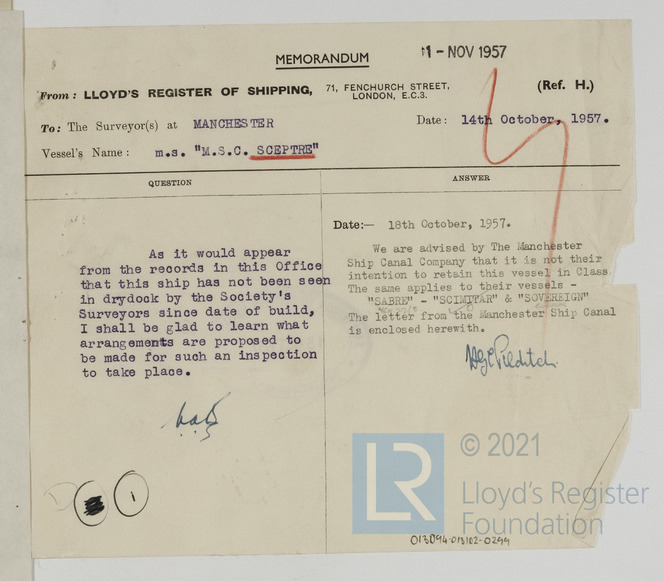 MEMORANDUM
1 - NOV 1957
From: LLOYD'S REGISTER OF SHIPPING, 71, FENCHURCH STREET, LONDON, E.C.3. (Ref. H.)
To: The Surveyor(s) at MANCHESTER Date: 14th October, 1957.
Vessel's Name: m.s. "M.S.C. SCEPTRE"
QUESTION
As it would appear
from the records in this Office
that this ship has not been seen
in drydock by the Society's
Surveyors since date of build,
I shall be glad to learn what
arrangements are proposed to
be made for such an inspection
to take place.
1
ANSWER
Date:— 18th October, 1957.
We are advised by The Manchester
Ship Canal Company that it is not their
intention to retain this vessel in Class.
The same applies to their vessels -
"SABRE" - "SCIMITAR" & "SOVEREIGN"
The letter from the Manchester Ship Canal
is enclosed herewith.
© 2021
LR
Lloyd's Register
Foundation
013094-013102-0299